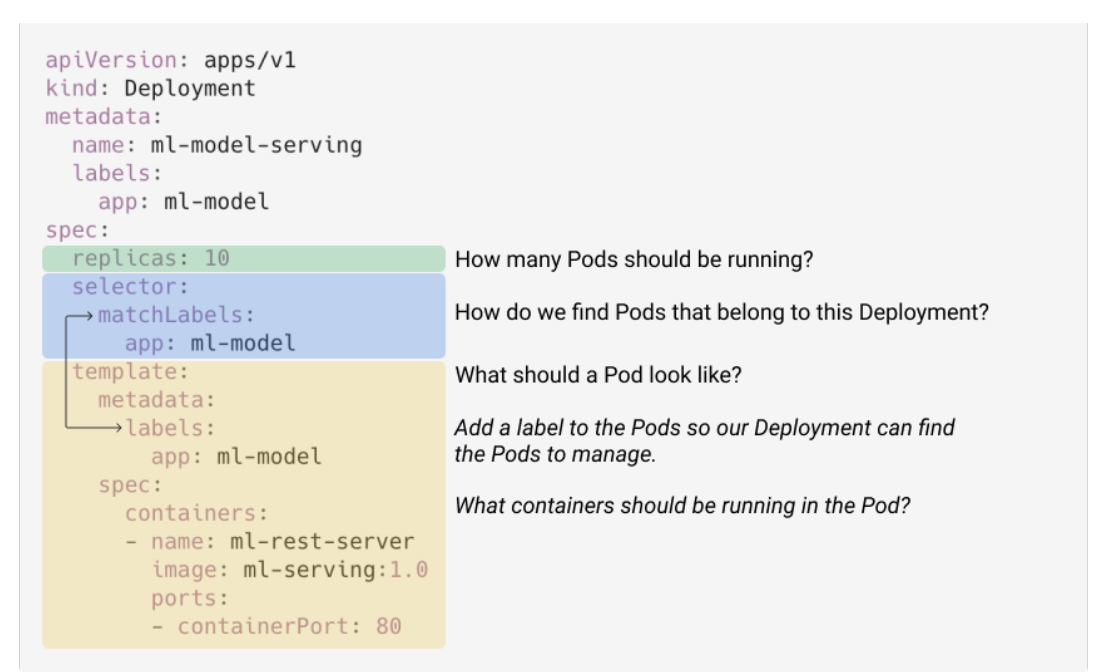 apiVersion: apps/v1
kind: Deployment
metadata:
  name: ml-model-serving
  labels:
    app: ml-model
spec:
  replicas: 10
How many Pods should be running?
  selector:
    matchLabels:
How do we find Pods that belong to this Deployment?
      app: ml-model
  template:
What should a Pod look like?
    metadata:
      labels:
Add a label to the Pods so our Deployment can find
the Pods to manage.
        app: ml-model
    spec:
      containers:
What containers should be running in the Pod?
      - name: ml-rest-server
        image: ml-serving:1.0
        ports:
        - containerPort: 80